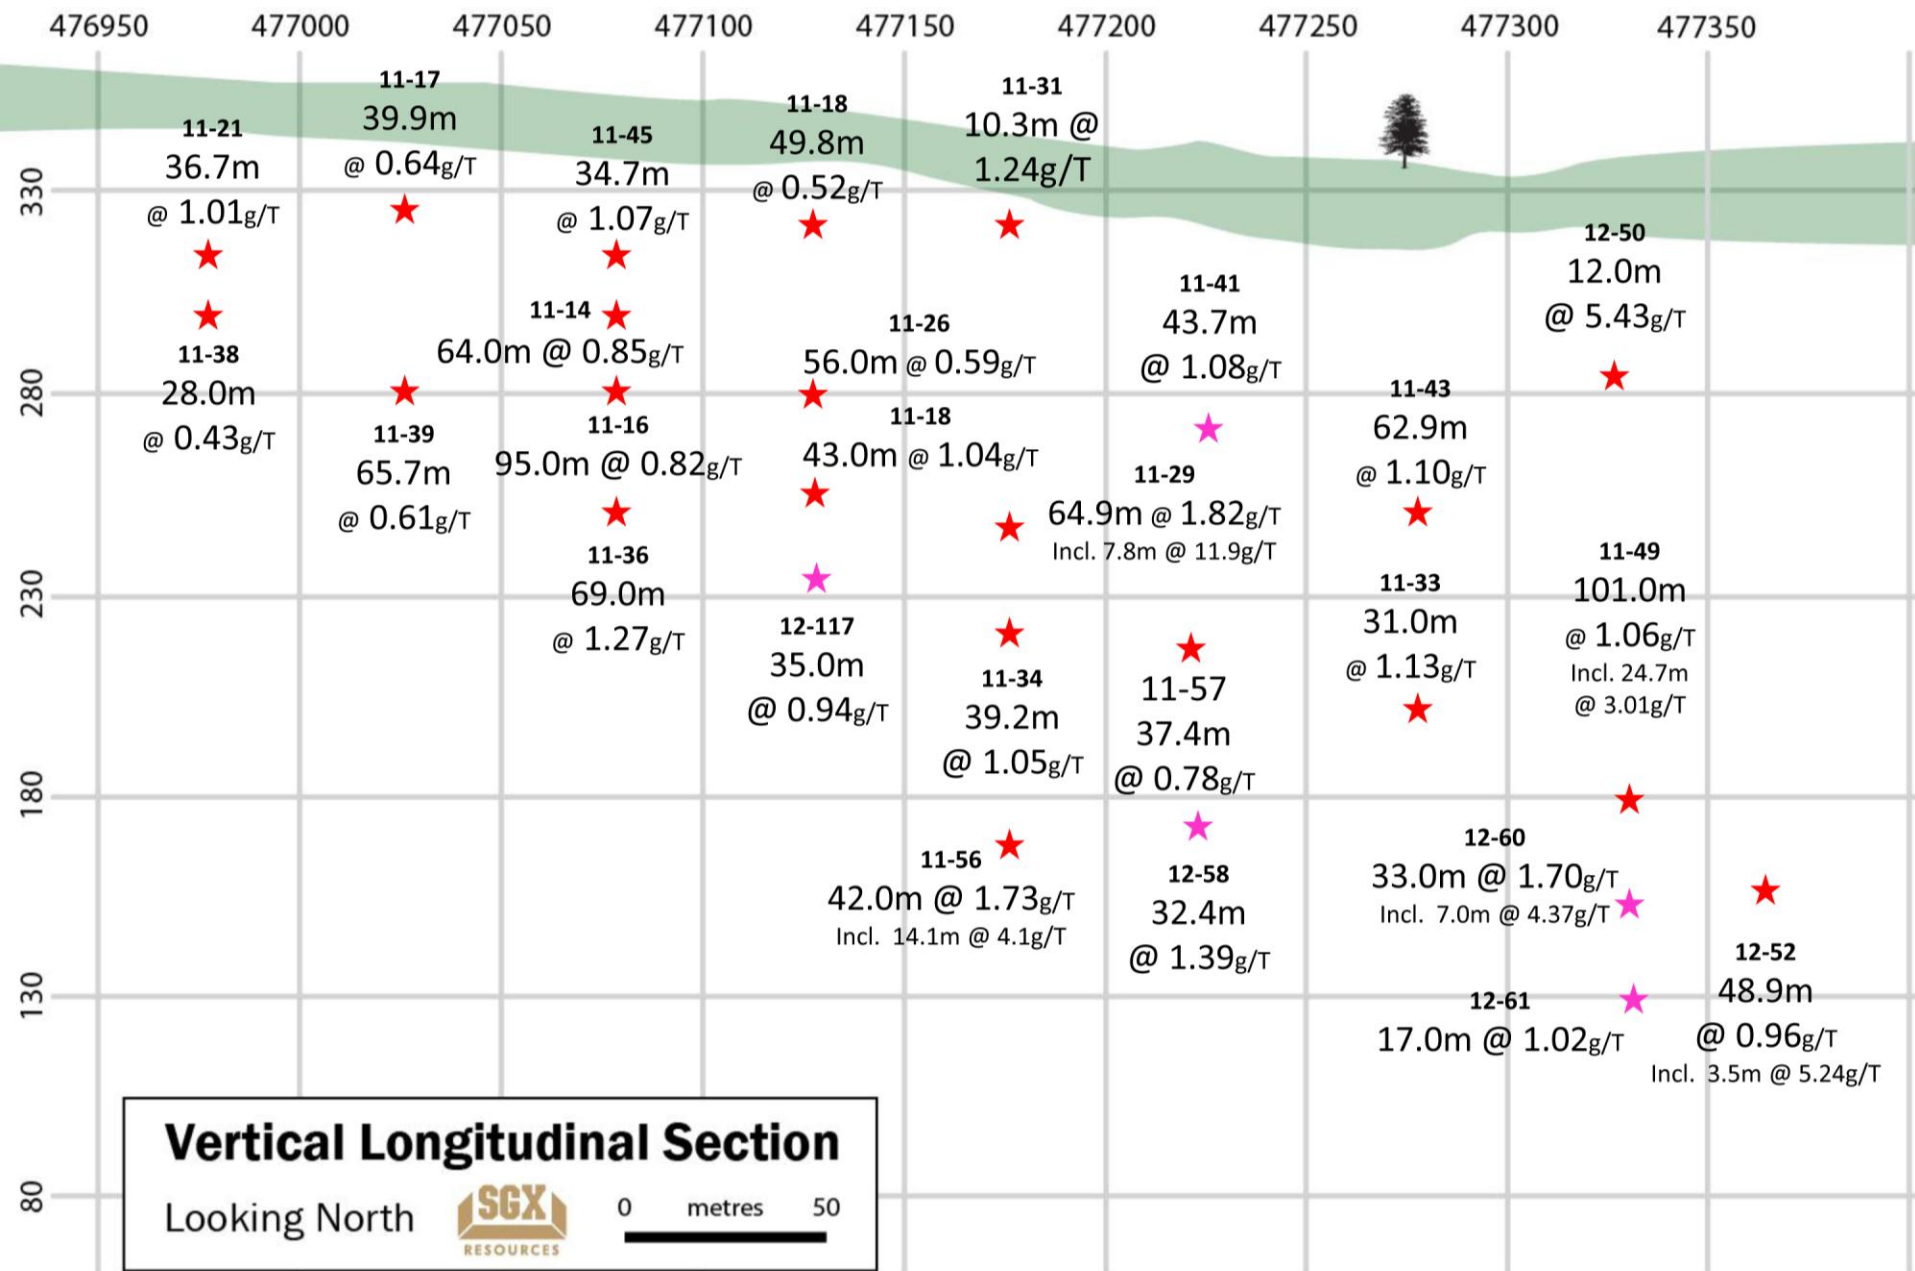 476950 477000 477050 477100 477150 477200 477250 477300 477350
330
280
230
180
130
80
11-21
36.7m
@ 1.01g/T
11-38
28.0m
@ 0.43g/T
11-17
39.9m
@ 0.64g/T
11-39
65.7m
@ 0.61g/T
11-45
34.7m
@ 1.07g/T
11-14
64.0m @ 0.85g/T
11-16
95.0m @ 0.82g/T
11-36
69.0m
@ 1.27g/T
11-18
49.8m
@ 0.52g/T
11-26
56.0m @ 0.59g/T
11-18
43.0m @ 1.04g/T
12-117
35.0m
@ 0.94g/T
11-31
10.3m @
1.24g/T
11-29
64.9m @ 1.82g/T
Incl. 7.8m @ 11.9g/T
11-34
39.2m
@ 1.05g/T
11-56
42.0m @ 1.73g/T
Incl. 14.1m @ 4.1g/T
11-41
43.7m
@ 1.08g/T
11-57
37.4m
@ 0.78g/T
12-58
32.4m
@ 1.39g/T
11-43
62.9m
@ 1.10g/T
11-33
31.0m
@ 1.13g/T
12-50
12.0m
@ 5.43g/T
11-49
101.0m
@ 1.06g/T
Incl. 24.7m
@ 3.01g/T
12-60
33.0m @ 1.70g/T
Incl. 7.0m @ 4.37g/T
12-61
17.0m @ 1.02g/T
12-52
48.9m
@ 0.96g/T
Incl. 3.5m @ 5.24g/T
Vertical Longitudinal Section
Looking North
SGX
RESOURCES
0 metres 50